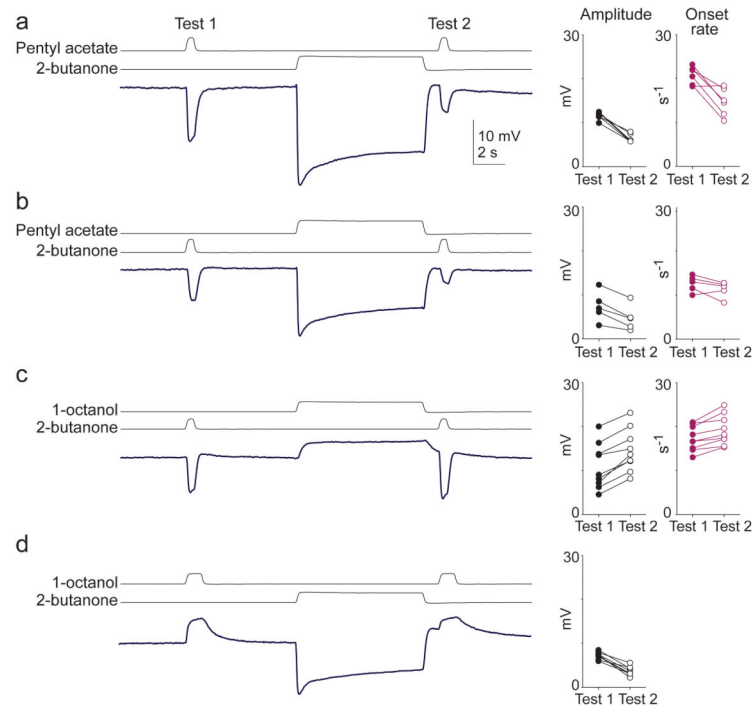 a
Test 1
Test 2
Pentyl acetate
2-butanone
10 mV
2 s
Amplitude
30
mV
0
Test 1 Test 2
Onset
rate
30
s-1
0
Test 1 Test 2
b
Pentyl acetate
2-butanone
30
mV
0
Test 1 Test 2
30
s-1
0
Test 1 Test 2
c
1-octanol
2-butanone
30
mV
0
Test 1 Test 2
30
s-1
0
Test 1 Test 2
d
1-octanol
2-butanone
30
mV
0
Test 1 Test 2